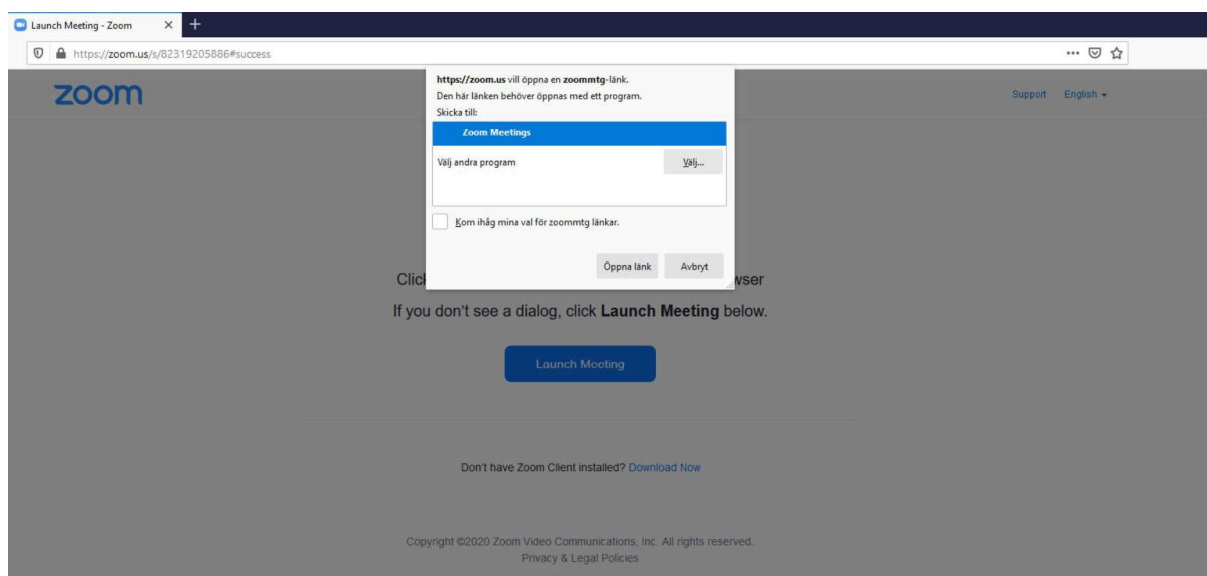 Launch Meeting - Zoom
https://zoom.us/s/82319205886#success
zoom
Support English
https://zoom.us vill öppna en zoommtg-länk.
Den här länken behöver öppnas med ett program.
Skicka till:
Zoom Meetings
Välj andra program Välj...
Kom ihåg mina val för zoommtg länkar.
Öppna länk Avbryt
If you don't see a dialog, click Launch Meeting below.
Launch Meeting
Don't have Zoom Client installed? Download Now
Copyright ©2020 Zoom Video Communications, Inc. All rights reserved.
Privacy & Legal Policies